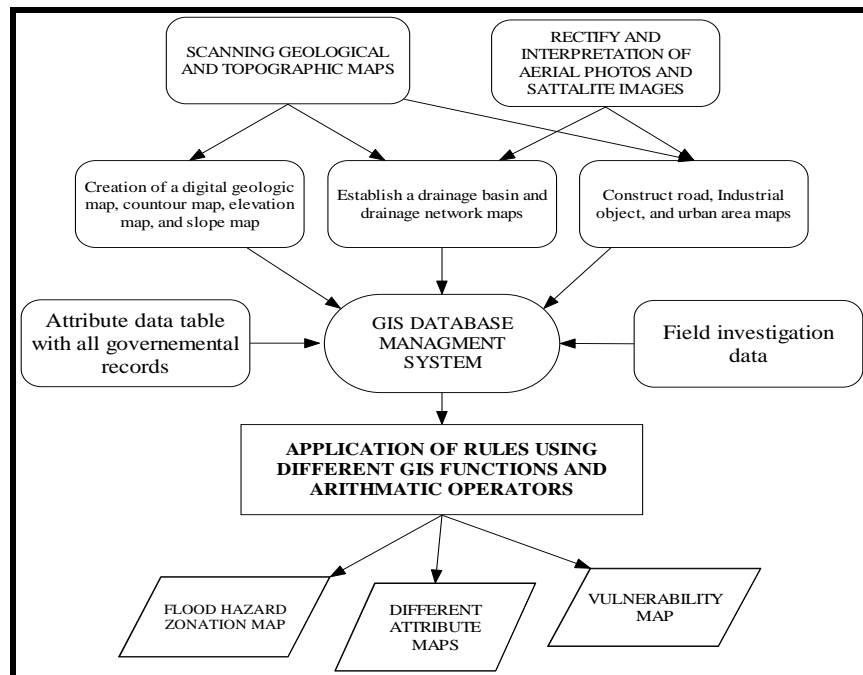 SCANNING GEOLOGICAL
AND TOPOGRAPHIC MAPS
RECTIFY AND
INTERPRETATION OF
AERIAL PHOTOS AND
SATTALITE IMAGES
Creation of a digital geologic
map, countour map, elevation
map, and slope map
Establish a drainage basin and
drainage network maps
Construct road, Industrial
object, and urban area maps
Attribute data table
with all governemental
records
GIS DATABASE
MANAGMENT
SYSTEM
Field investigation
data
APPLICATION OF RULES USING
DIFFERENT GIS FUNCTIONS AND
ARITHMATIC OPERATORS
FLOOD HAZARD
ZONATION MAP
DIFFERENT
ATTRIBUTE
MAPS
VULNERABILITY
MAP